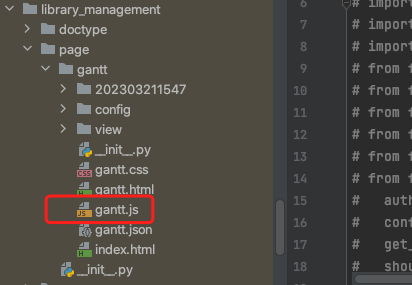 library_management
doctype
page
gantt
202303211547
config
view
__init__.py
gantt.css
gantt.html
gantt.js
gantt.json
index.html
__init__.py
6 # impor
7 # impor
8 # impor
9 # from f
10 # from f
11 # from f
12 # from f
13 # from f
14 # from f
15 # aut
16 # con
17 # get_
18 # shou